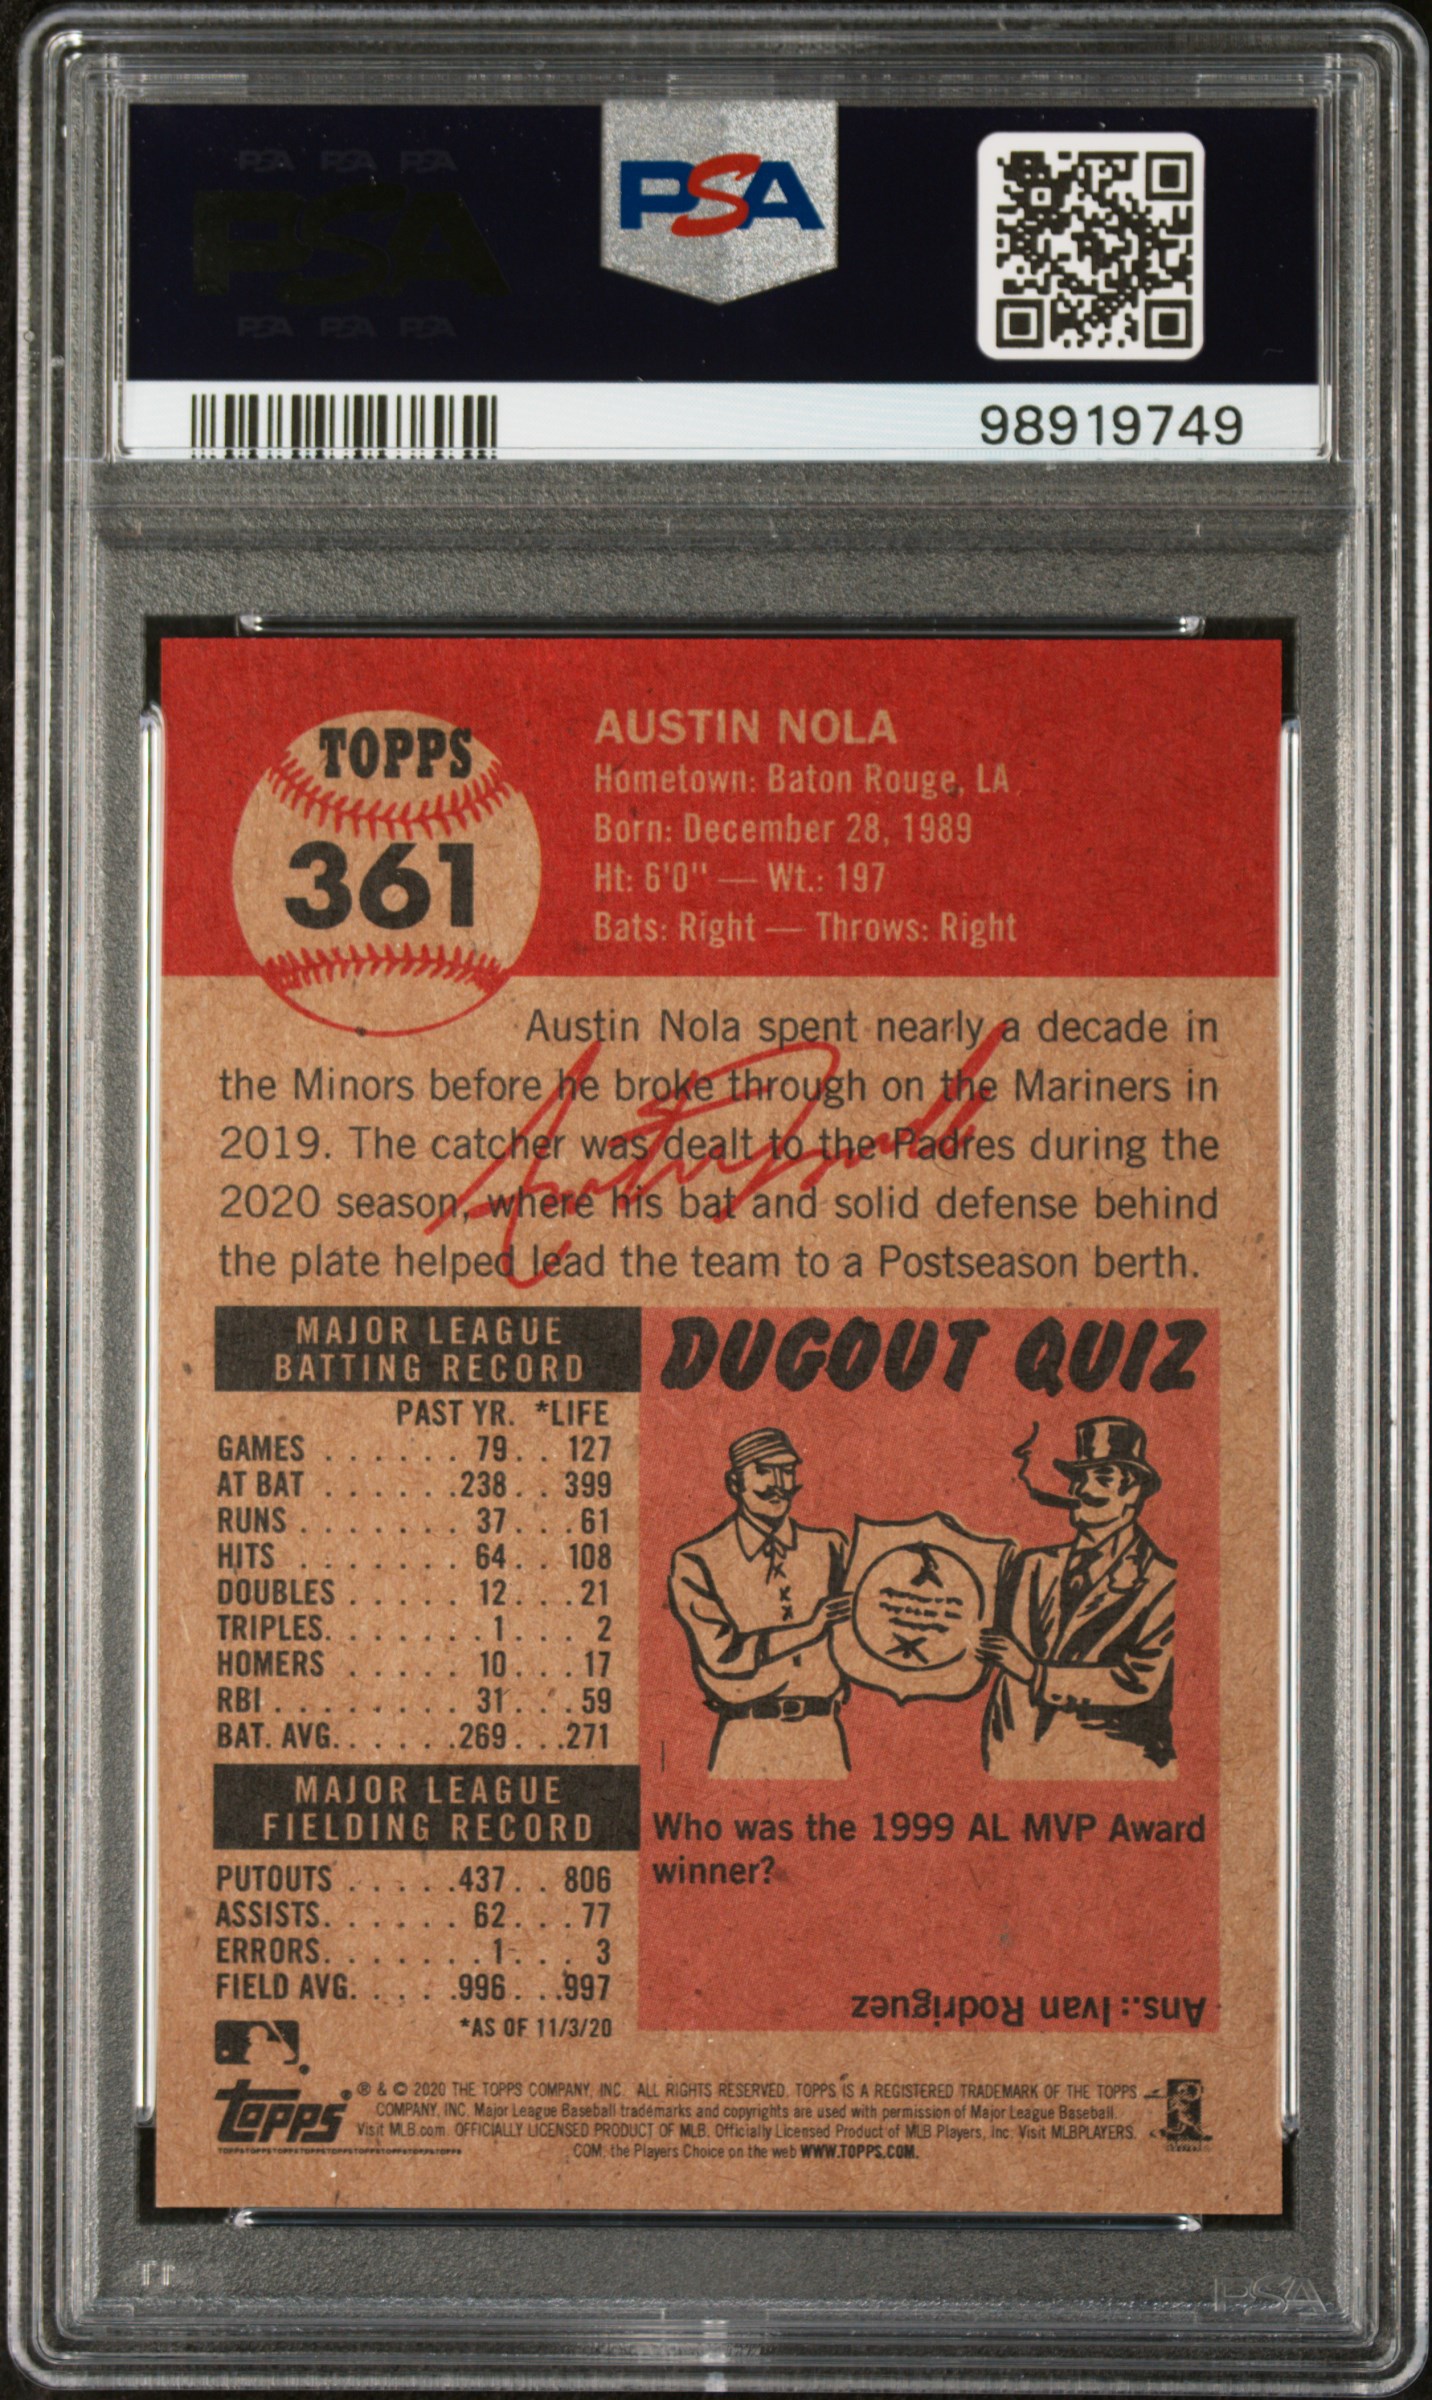 PSA PSA PSA
PSA
PSA PSA PSA
PSA
98919749
TOPPS
361
AUSTIN NOLA
Hometown: Baton Rouge, LA
Born: December 28, 1989
Ht: 6'0" — Wt.: 197
Bats: Right — Throws: Right
Austin Nola spent nearly a decade in
the Minors before he broke through on the Mariners in
2019. The catcher was dealt to the Padres during the
2020 season, where his bat and solid defense behind
the plate helped lead the team to a Postseason berth.
MAJOR LEAGUE
BATTING RECORD
PAST YR. *LIFE
GAMES . . . . . . 79 . . 127
AT BAT . . . . . .238 . . 399
RUNS . . . . . . . 37 . . . 61
HITS . . . . . . . 64 . . 108
DOUBLES . . . . . 12 . . . 21
TRIPLES. . . . . . . 1 . . . 2
HOMERS . . . . . 10 . . . 17
RBI . . . . . . . . 31 . . . 59
BAT. AVG. . . . . .269 . . .271
MAJOR LEAGUE
FIELDING RECORD
PUTOUTS . . . . .437 . . 806
ASSISTS. . . . . . 62 . . . 77
ERRORS. . . . . . . 1 . . . 3
FIELD AVG. . . . .996 . . .997
*AS OF 11/3/20
DUGOUT QUIZ
Who was the 1999 AL MVP Award
winner?
Ans.: Ivan Rodriguez
topps
® & © 2020 THE TOPPS COMPANY, INC. ALL RIGHTS RESERVED. TOPPS IS A REGISTERED TRADEMARK OF THE TOPPS
COMPANY, INC. Major League Baseball trademarks and copyrights are used with permission of Major League Baseball.
Visit MLB.com. OFFICIALLY LICENSED PRODUCT OF MLB. Officially Licensed Product of MLB Players, Inc. Visit MLBPLAYERS.
COM, the Players Choice on the web WWW.TOPPS.COM.
PSA